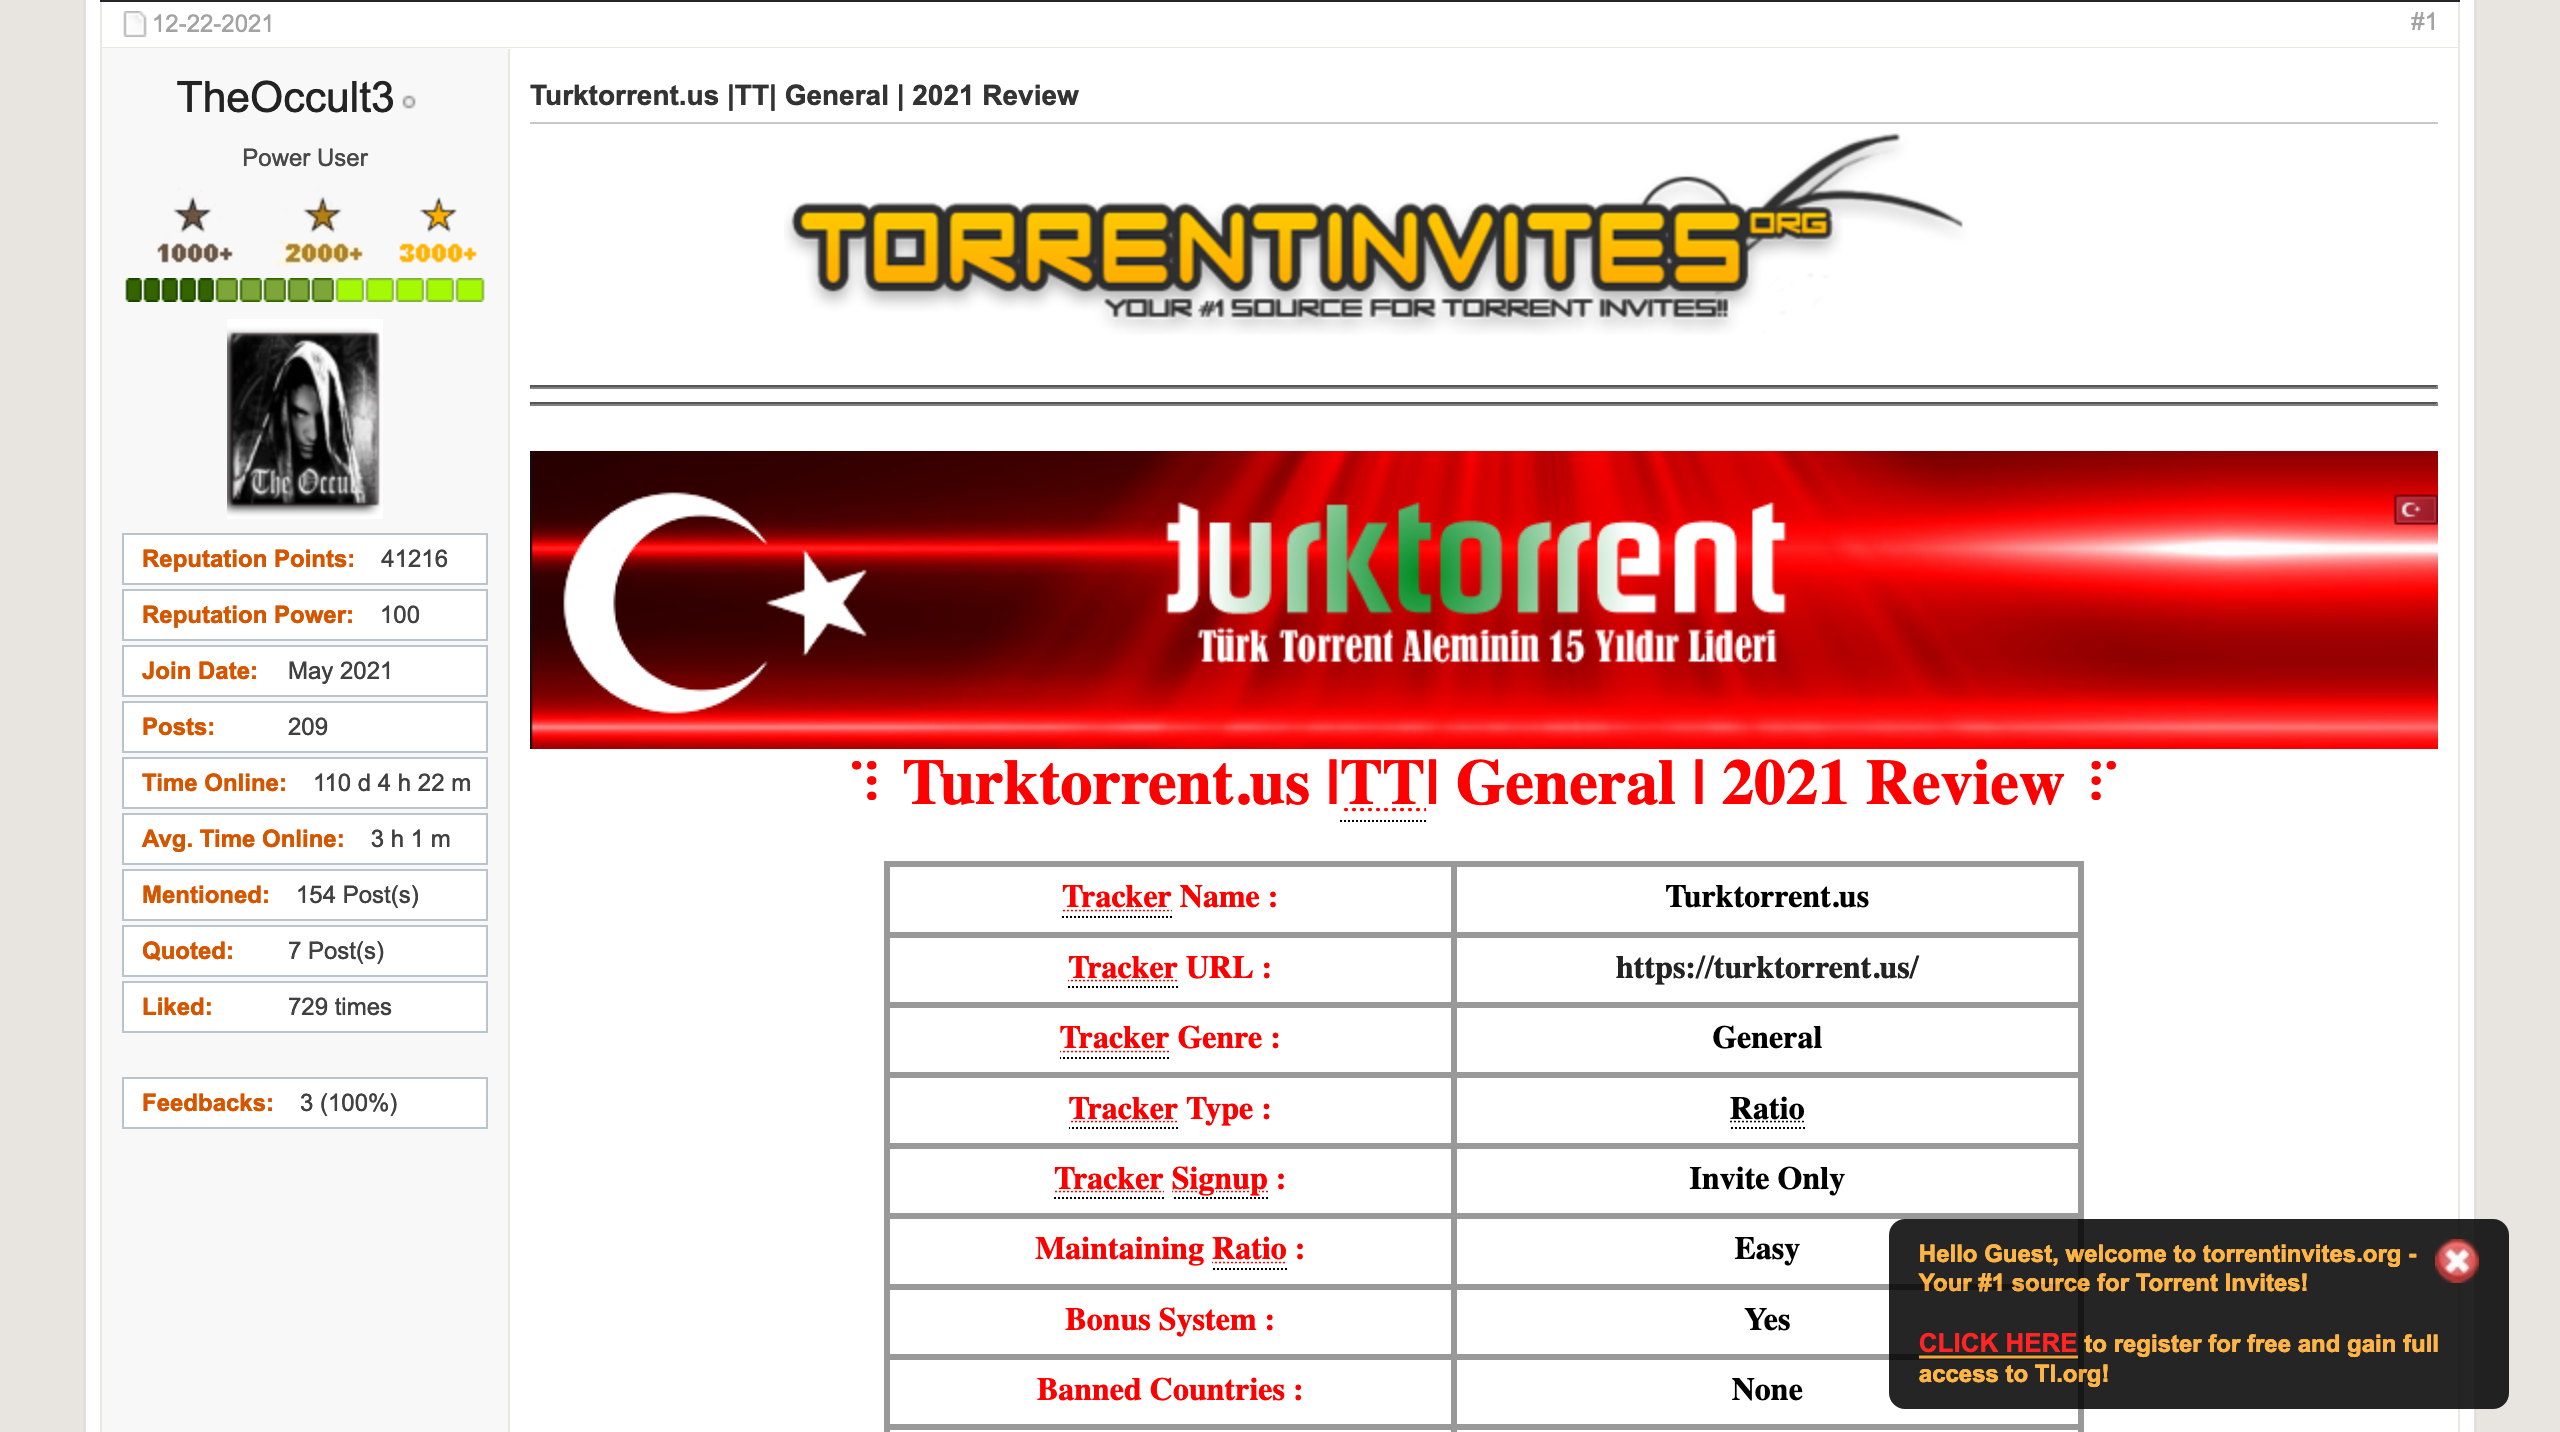 12-22-2021
#1
TheOccult3
Power User
1000+ 2000+ 3000+
The Occult
Reputation Points: 41216
Reputation Power: 100
Join Date: May 2021
Posts: 209
Time Online: 110 d 4 h 22 m
Avg. Time Online: 3 h 1 m
Mentioned: 154 Post(s)
Quoted: 7 Post(s)
Liked: 729 times
Feedbacks: 3 (100%)
Turktorrent.us |TT| General | 2021 Review
TORRENTINVITES ORG
YOUR #1 SOURCE FOR TORRENT INVITES!!
turktorrent
Türk Torrent Aleminin 15 Yıldır Lideri
⠹ Turktorrent.us |TT| General | 2021 Review ⠏
Tracker Name : Turktorrent.us
Tracker URL : https://turktorrent.us/
Tracker Genre : General
Tracker Type : Ratio
Tracker Signup : Invite Only
Maintaining Ratio : Easy
Bonus System : Yes
Banned Countries : None
Hello Guest, welcome to torrentinvites.org -
Your #1 source for Torrent Invites!
CLICK HERE to register for free and gain full
access to TI.org!